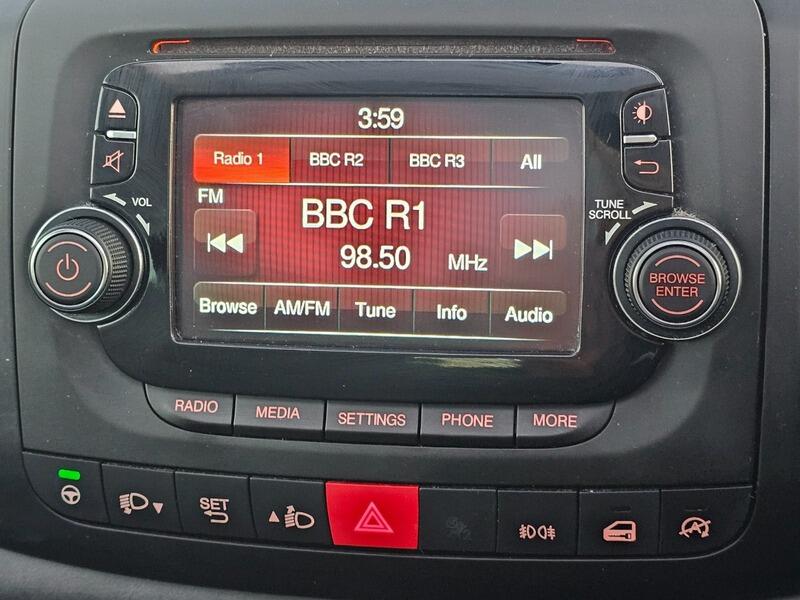 3:59
Radio 1 BBC R2 BBC R3 All
VOL
FM
TUNE
SCROLL
BBC R1
98.50 MHz
BROWSE
ENTER
Browse AM/FM Tune Info Audio
RADIO MEDIA SETTINGS PHONE MORE
SET
A